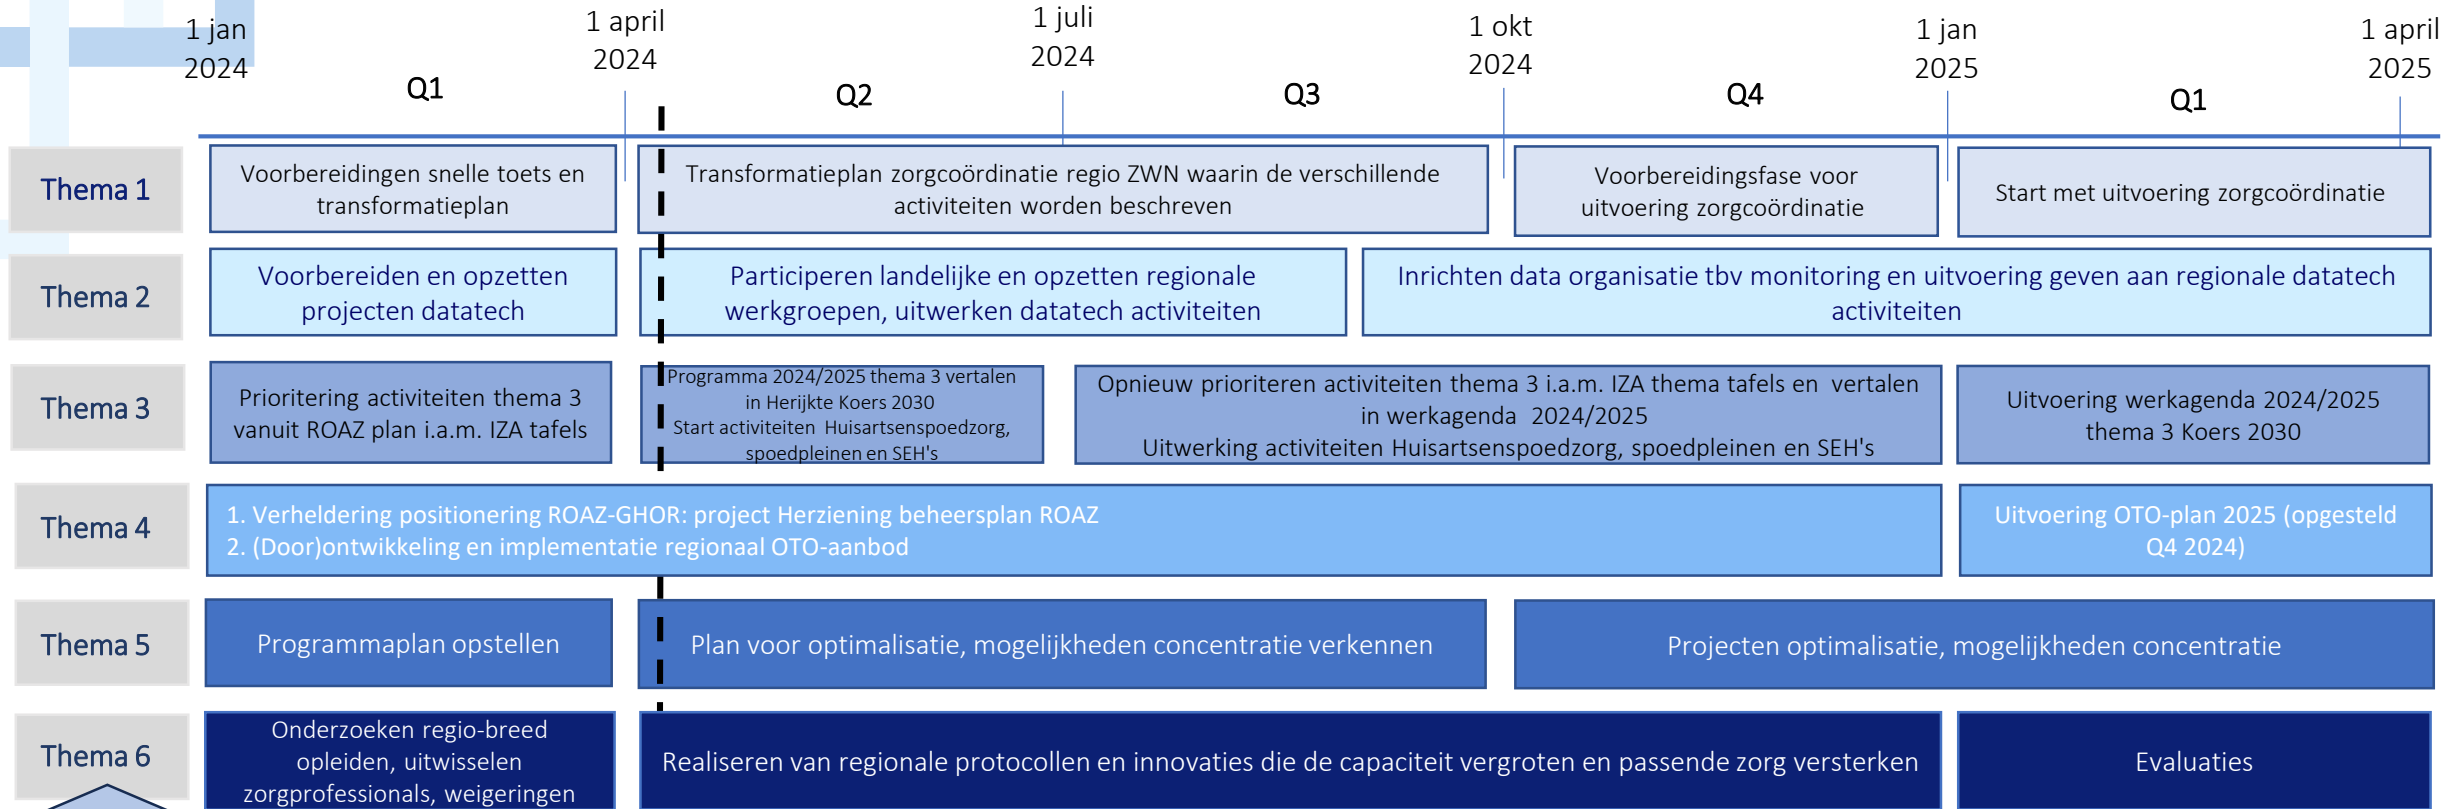 1 jan
2024
1 april
2024
1 juli
2024
1 okt
2024
1 jan
2025
1 april
2025
Q1
Q2
Q3
Q4
Q1
Thema 1
Voorbereidingen snelle toets en
transformatieplan
Transformatieplan zorgcoördinatie regio ZWN waarin de verschillende
activiteiten worden beschreven
Voorbereidingsfase voor
uitvoering zorgcoördinatie
Start met uitvoering zorgcoördinatie
Thema 2
Voorbereiden en opzetten
projecten datatech
Participeren landelijke en opzetten regionale
werkgroepen, uitwerken datatech activiteiten
Inrichten data organisatie tbv monitoring en uitvoering geven aan regionale datatech
activiteiten
Thema 3
Prioritering activiteiten thema 3
vanuit ROAZ plan i.a.m. IZA tafels
Programma 2024/2025 thema 3 vertalen
in Herijkte Koers 2030
Start activiteiten Huisartsenspoedzorg,
spoedpleinen en SEH's
Opnieuw prioriteren activiteiten thema 3 i.a.m. IZA thema tafels en vertalen
in werkagenda 2024/2025
Uitwerking activiteiten Huisartsenspoedzorg, spoedpleinen en SEH's
Uitvoering werkagenda 2024/2025
thema 3 Koers 2030
Thema 4
1. Verheldering positionering ROAZ-GHOR: project Herziening beheersplan ROAZ
2. (Door)ontwikkeling en implementatie regionaal OTO-aanbod
Uitvoering OTO-plan 2025 (opgesteld
Q4 2024)
Thema 5
Programmaplan opstellen
Plan voor optimalisatie, mogelijkheden concentratie verkennen
Projecten optimalisatie, mogelijkheden concentratie
Thema 6
Onderzoeken regio-breed
opleiden, uitwisselen
zorgprofessionals, weigeringen
Realiseren van regionale protocollen en innovaties die de capaciteit vergroten en passende zorg versterken
Evaluaties